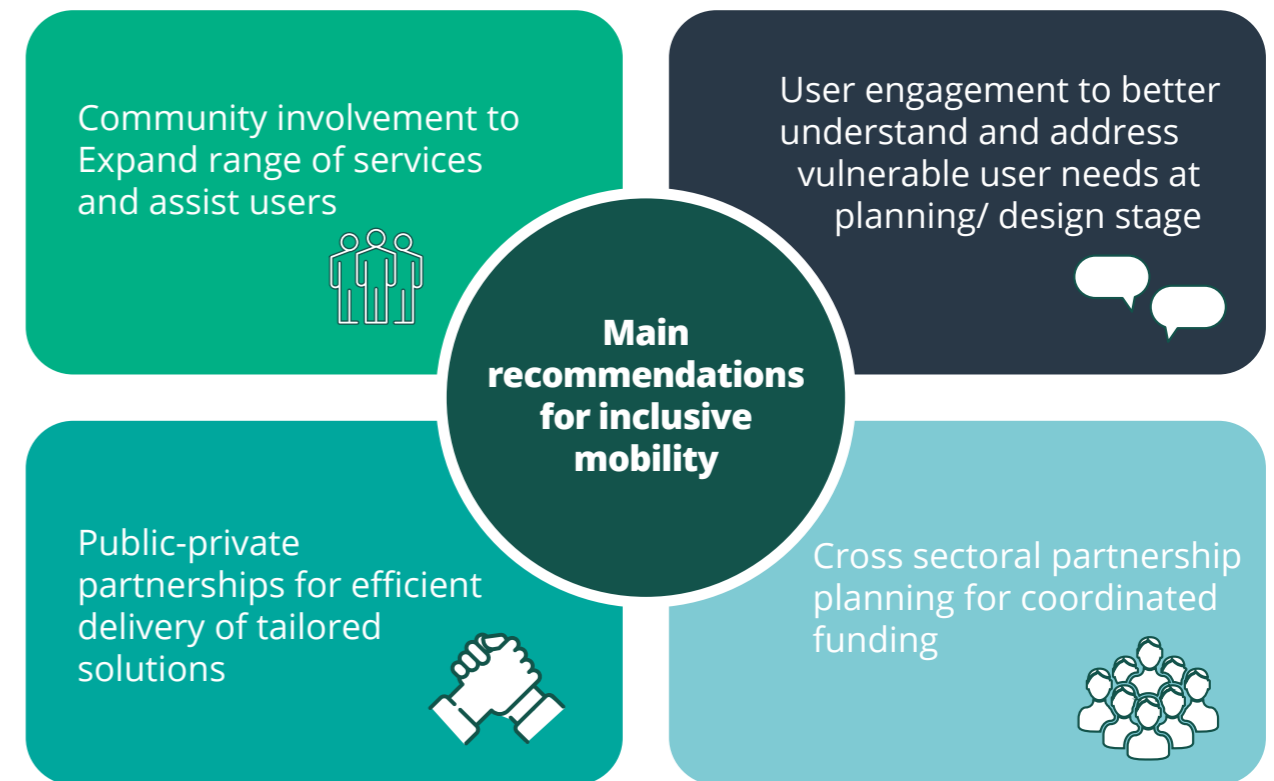 Community involvement to
Expand range of services
and assist users
User engagement to better
understand and address
vulnerable user needs at
planning/ design stage
Main
recommendations
for inclusive
mobility
Public-private
partnerships for efficient
delivery of tailored
solutions
Cross sectoral partnership
planning for coordinated
funding